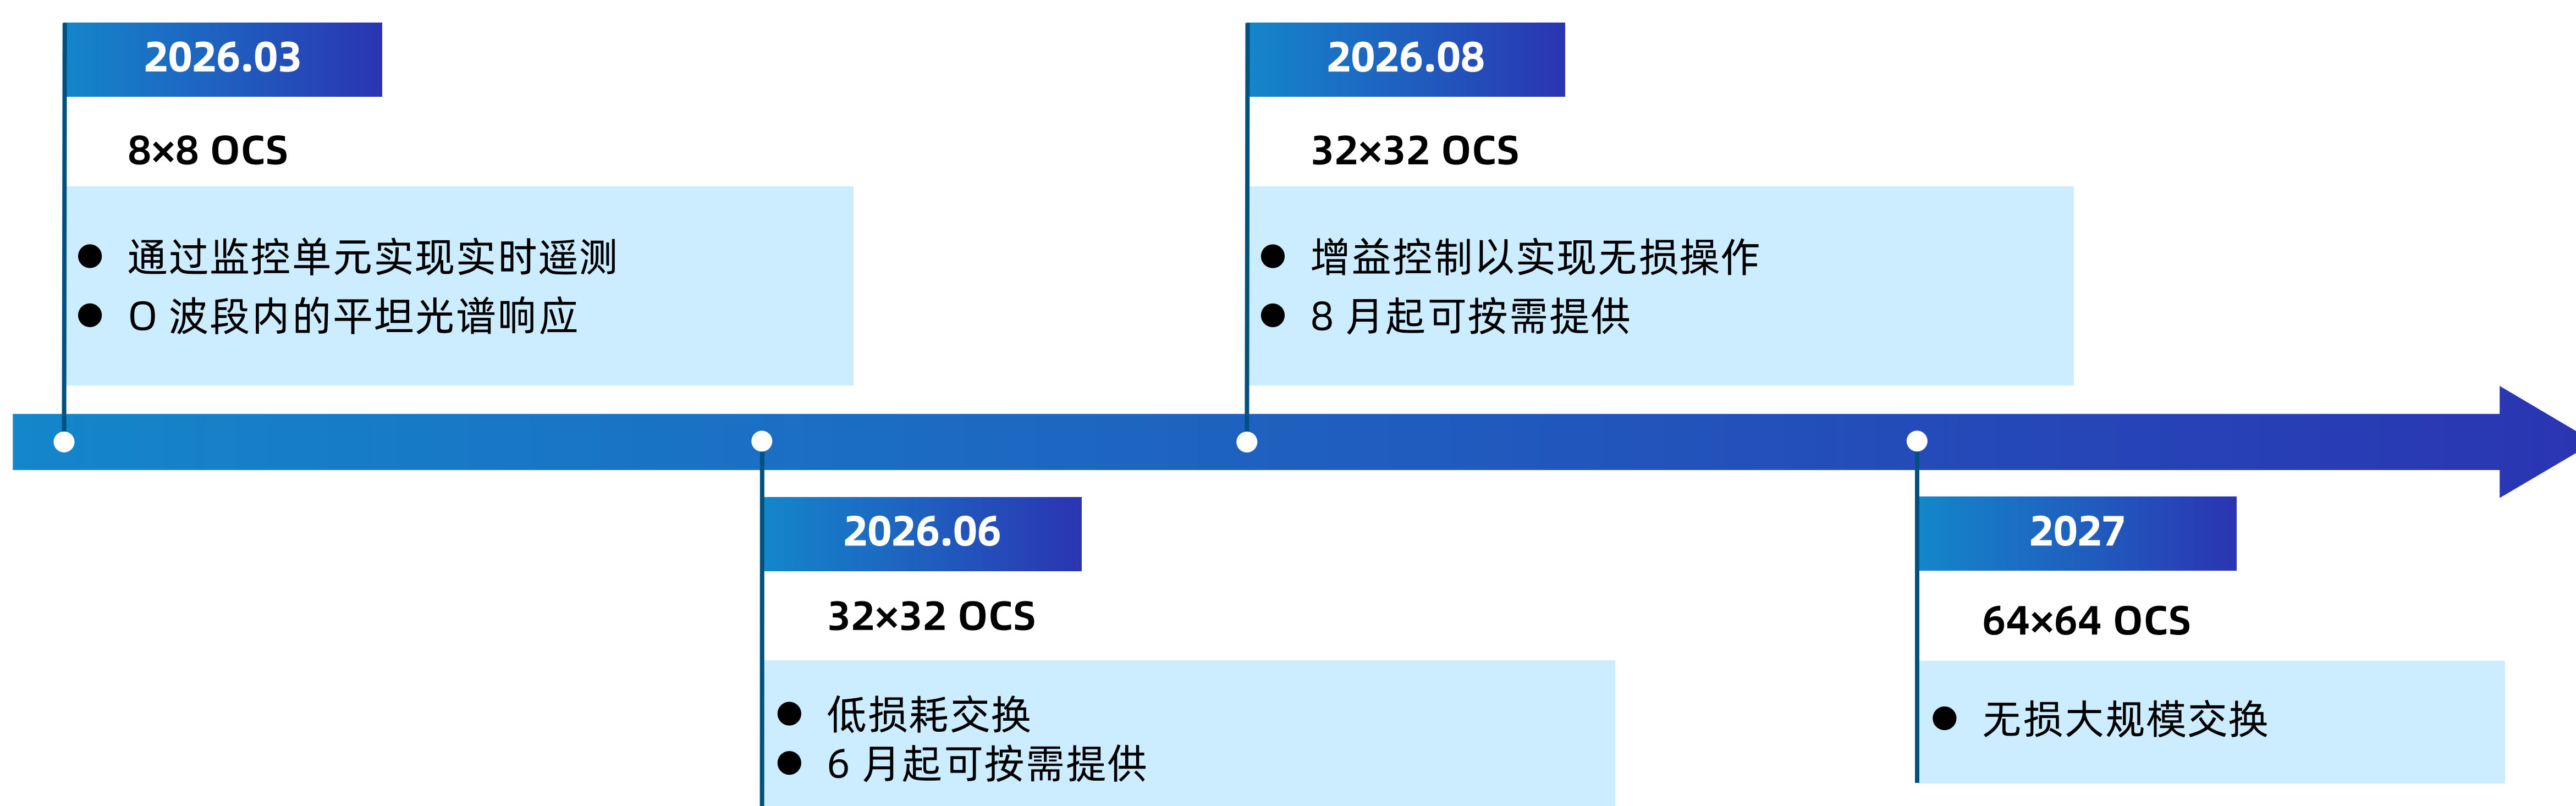 2026.03
8×8 OCS
通过监控单元实现实时遥测
O 波段内的平坦光谱响应
2026.06
32×32 OCS
低损耗交换
6 月起可按需提供
2026.08
32×32 OCS
增益控制以实现无损操作
8 月起可按需提供
2027
64×64 OCS
无损大规模交换